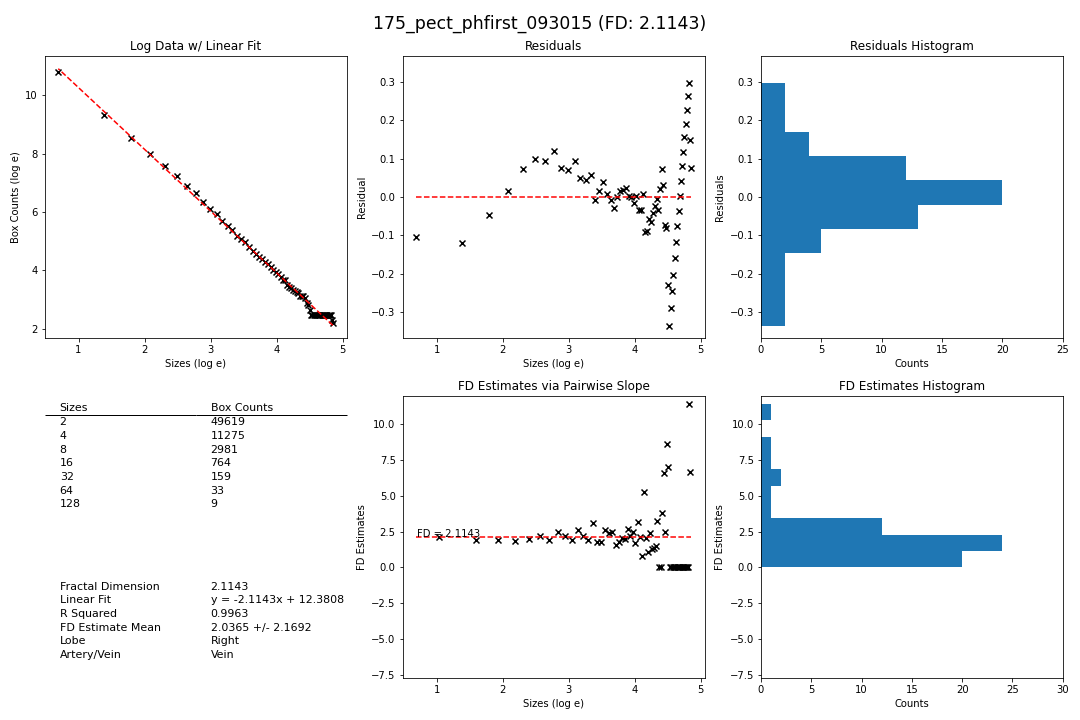 175_pect_phfirst_093015 (FD: 2.1143)
Log Data w/ Linear Fit
Box Counts (log e)
10
8
6
4
2
1 2 3 4 5
Sizes (log e)
Residuals
Residual
0.3
0.2
0.1
0.0
−0.1
−0.2
−0.3
1 2 3 4 5
Sizes (log e)
Residuals Histogram
Residuals
0.3
0.2
0.1
0.0
−0.1
−0.2
−0.3
0 5 10 15 20 25
Counts
Sizes Box Counts
2 49619
4 11275
8 2981
16 764
32 159
64 33
128 9
Fractal Dimension 2.1143
Linear Fit y = -2.1143x + 12.3808
R Squared 0.9963
FD Estimate Mean 2.0365 +/- 2.1692
Lobe Right
Artery/Vein Vein
FD Estimates via Pairwise Slope
FD Estimates
10.0
7.5
5.0
2.5
0.0
−2.5
−5.0
−7.5
FD = 2.1143
1 2 3 4 5
Sizes (log e)
FD Estimates Histogram
FD Estimates
10.0
7.5
5.0
2.5
0.0
−2.5
−5.0
−7.5
0 5 10 15 20 25 30
Counts